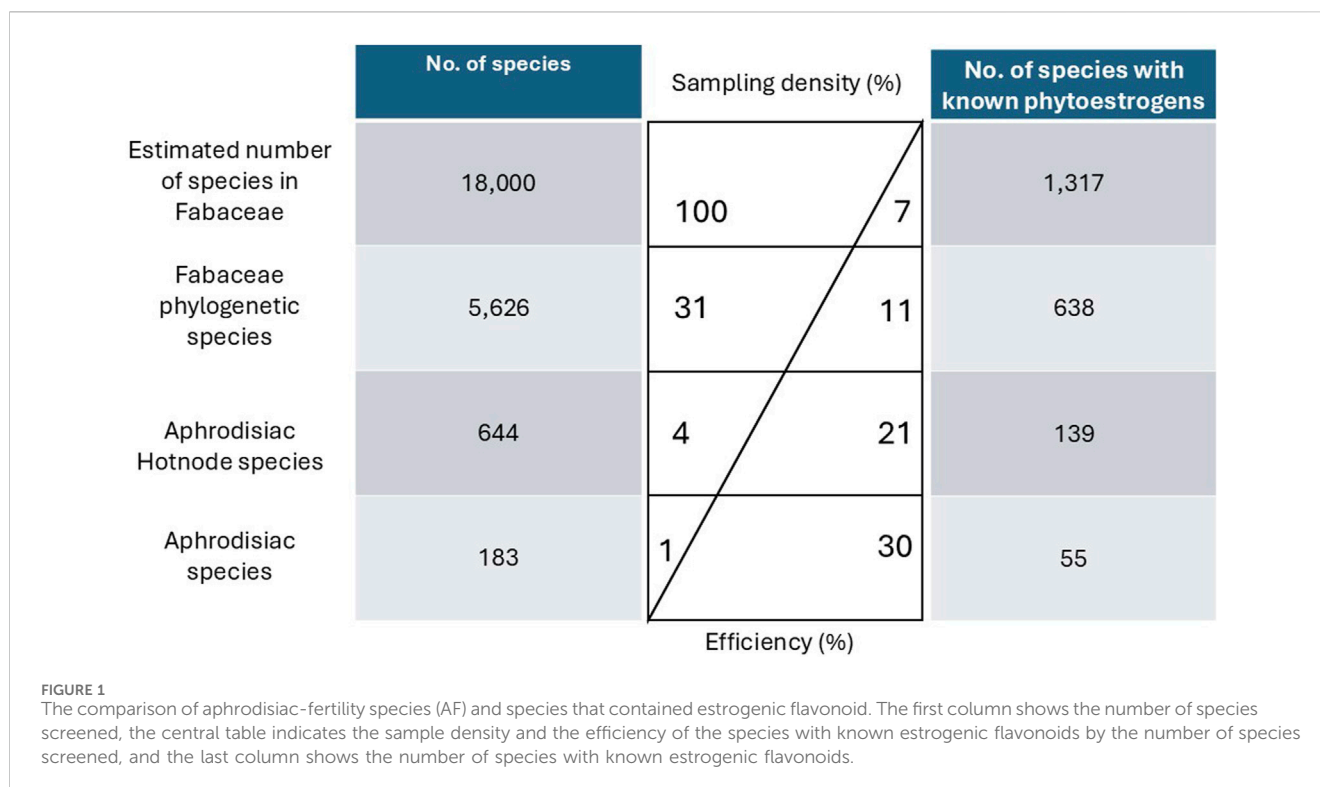 No. of species
Sampling density (%)
No. of species with
known phytoestrogens
Estimated number
of species in
Fabaceae
18,000
100
7
1,317
Fabaceae
phylogenetic
species
5,626
31
11
638
Aphrodisiac
Hotnode species
644
4
21
139
Aphrodisiac
species
183
1
30
55
Efficiency (%)
FIGURE 1
The comparison of aphrodisiac-fertility species (AF) and species that contained estrogenic flavonoid. The first column shows the number of species
screened, the central table indicates the sample density and the efficiency of the species with known estrogenic flavonoids by the number of species
screened, and the last column shows the number of species with known estrogenic flavonoids.